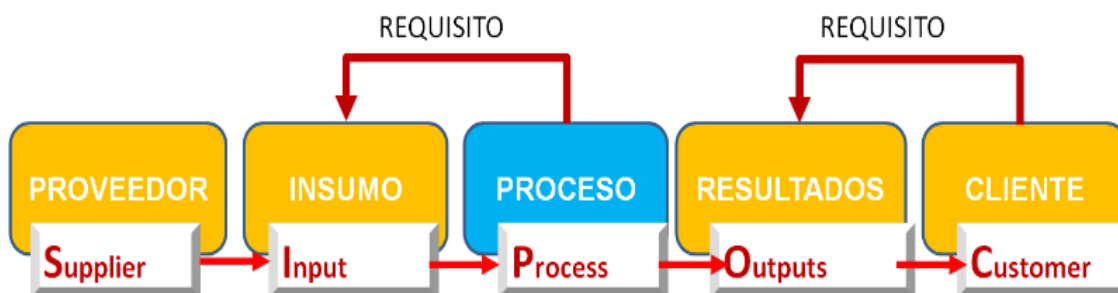 REQUISITO REQUISITO
PROVEEDOR INSUMO PROCESO RESULTADOS CLIENTE
Supplier Input Process Outputs Customer